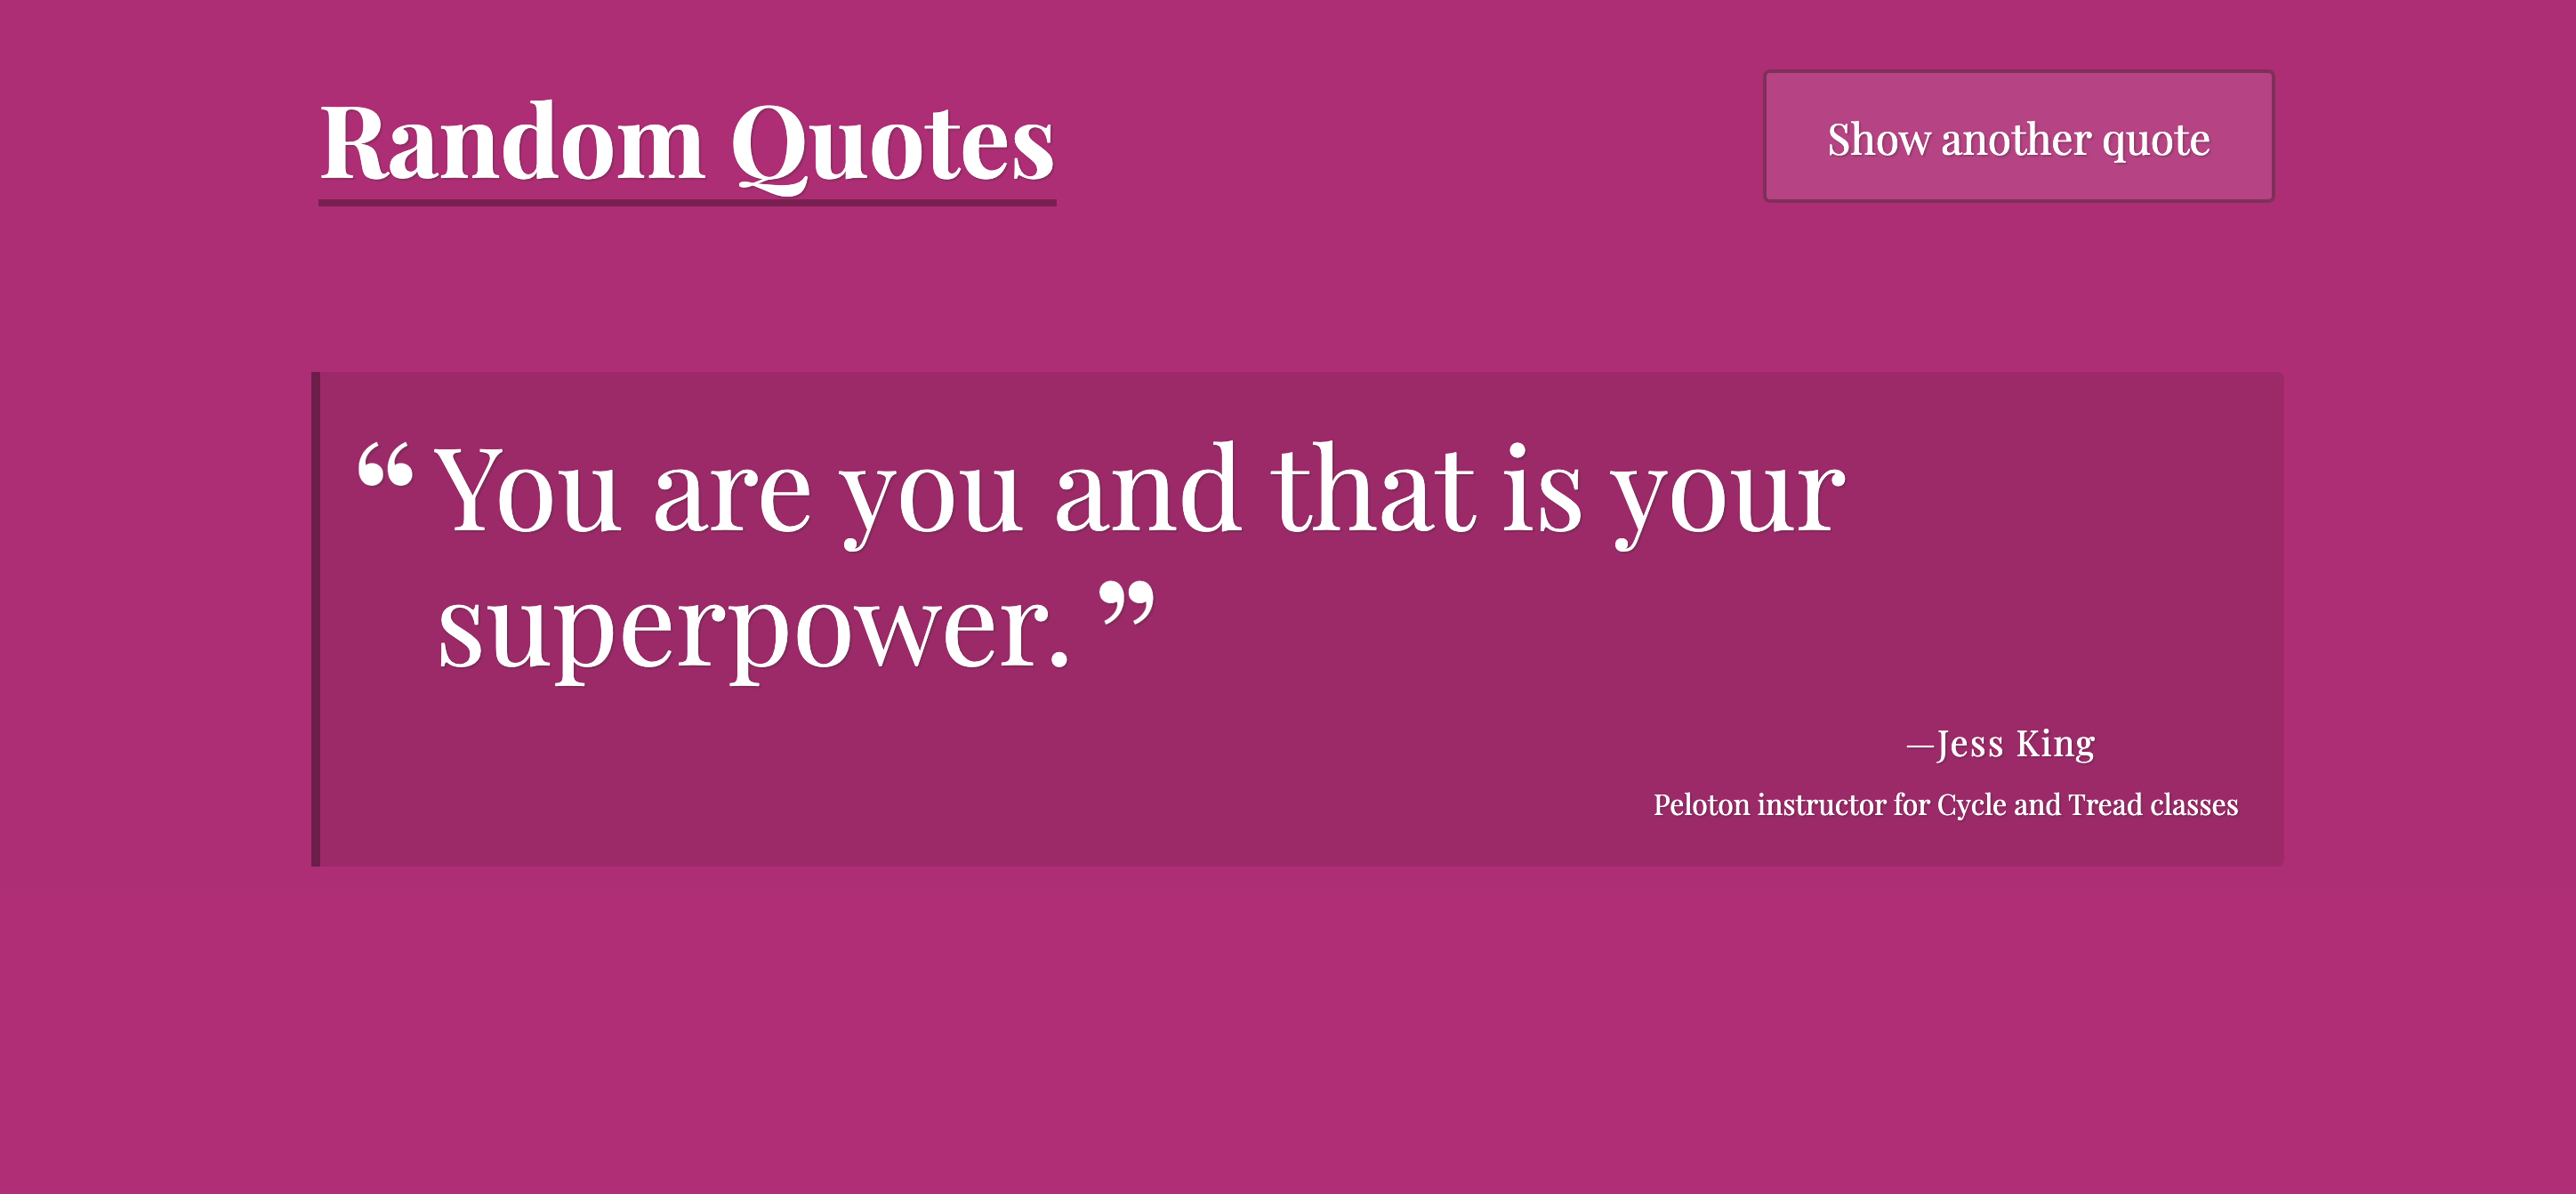 Random Quotes
Show another quote
“ You are you and that is your
superpower. ”
—Jess King
Peloton instructor for Cycle and Tread classes